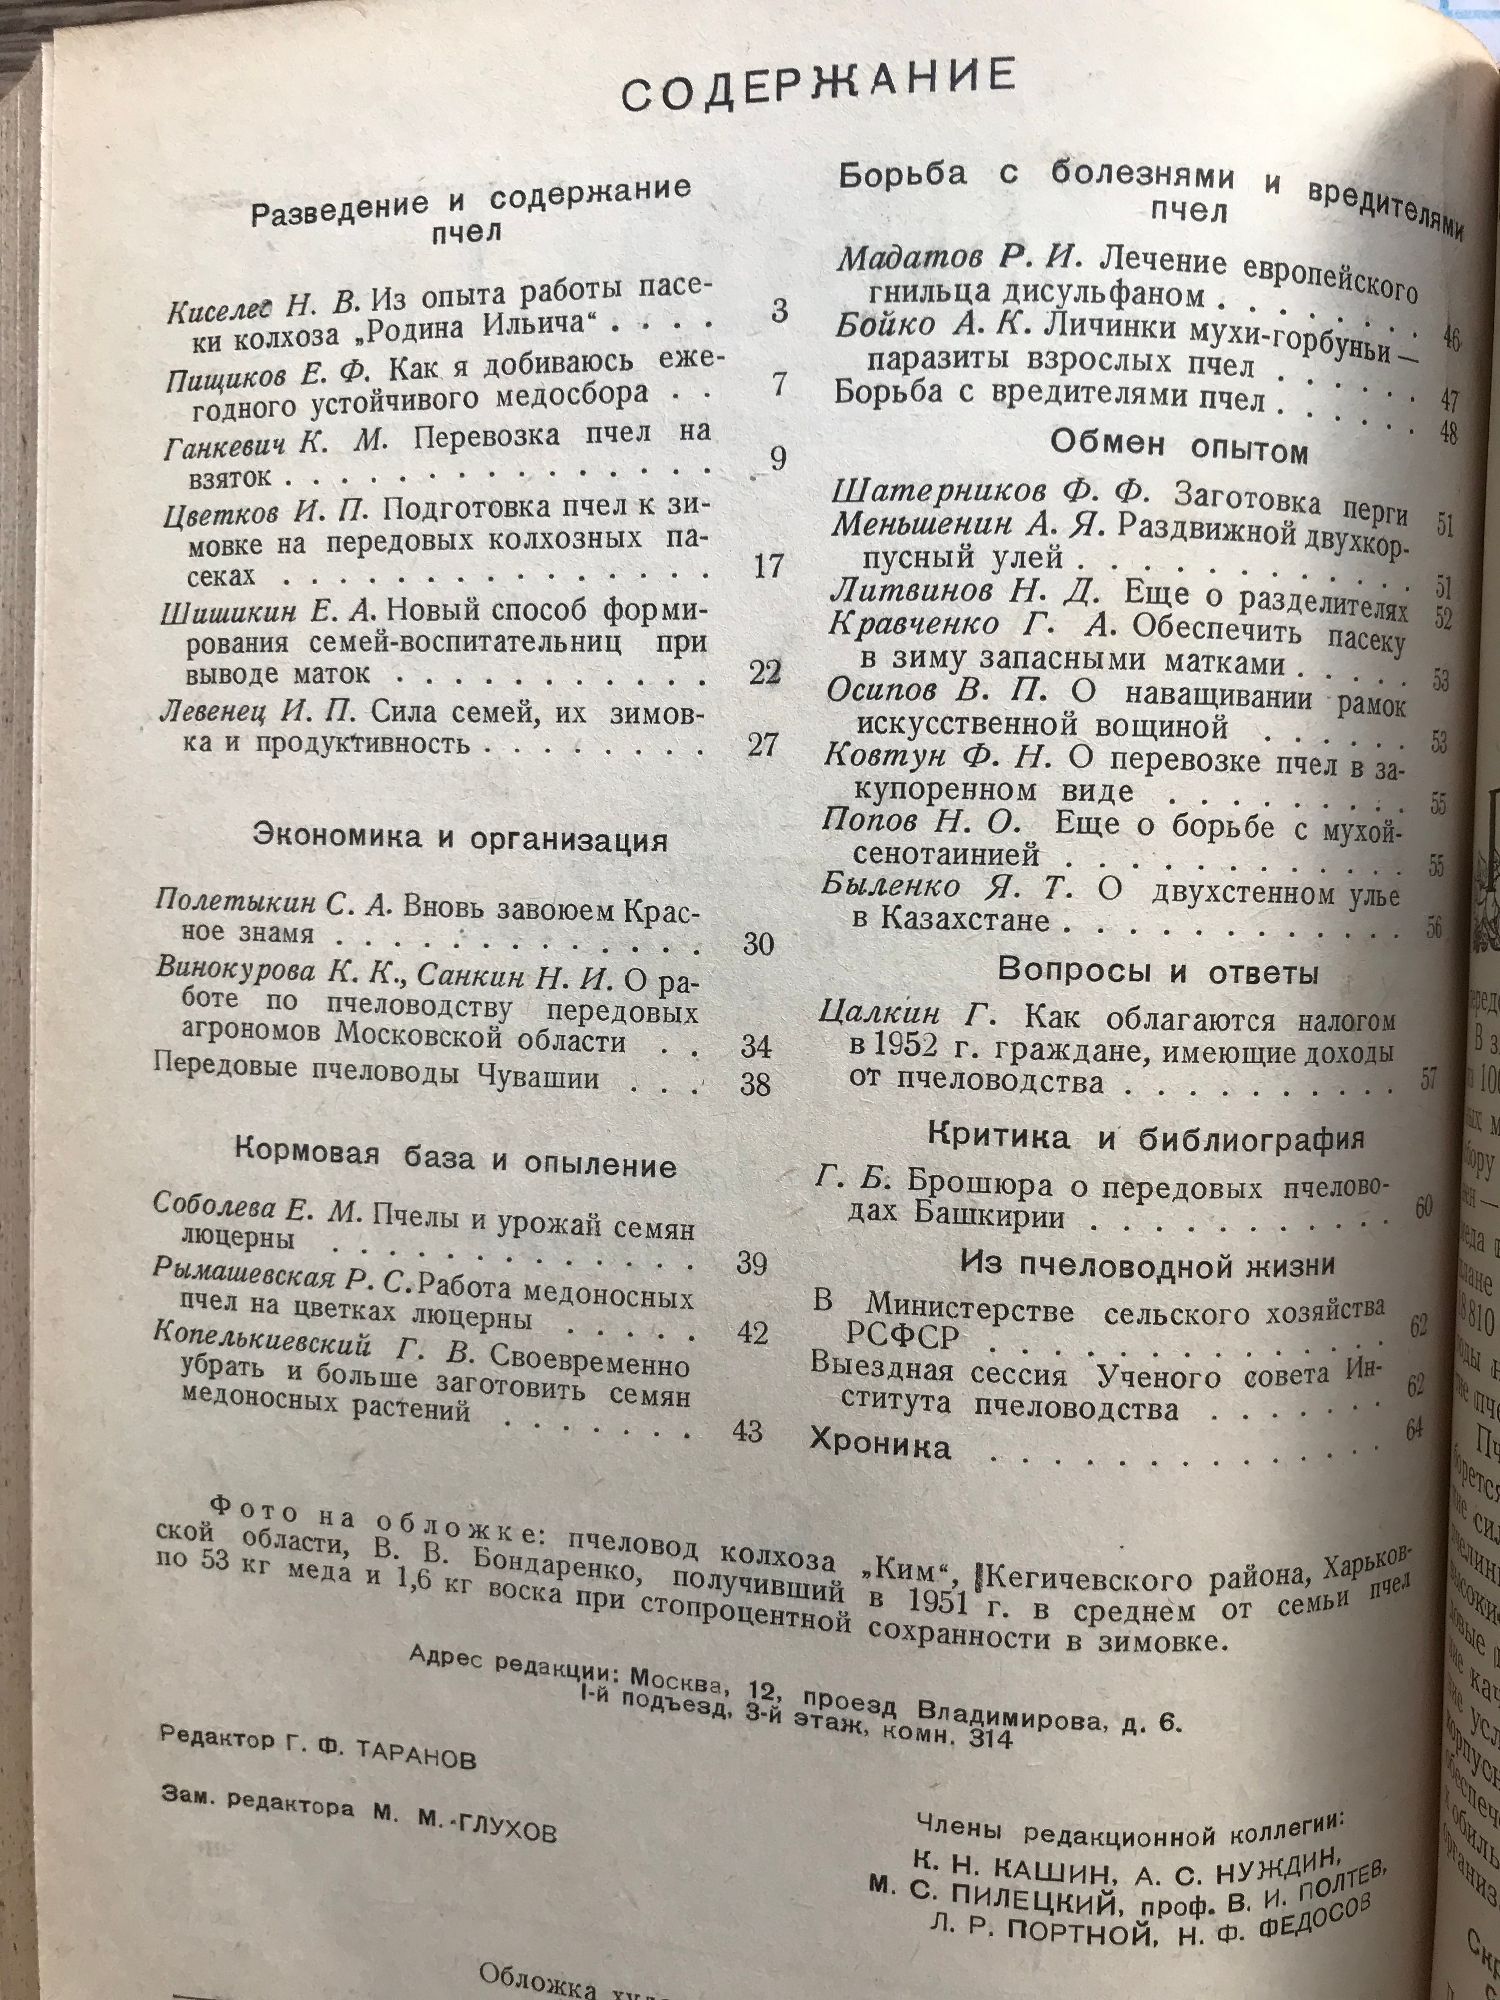 СОДЕРЖАНИЕ
Разведение и содержание
пчел
Киселев Н. В. Из опыта работы пасе-
ки колхоза „Родина Ильича“ . . . . 3
Пищиков Е. Ф. Как я добиваюсь еже-
годного устойчивого медосбора . . 7
Ганкевич К. М. Перевозка пчел на
взяток . . . . . . . . . . . . . 9
Цветков И. П. Подготовка пчел к зи-
мовке на передовых колхозных па-
секах . . . . . . . . . . . . . . 17
Шишикин Е. А. Новый способ форми-
рования семей-воспитательниц при
выводе маток . . . . . . . . . . . 22
Левенец И. П. Сила семей, их зимов-
ка и продуктивность . . . . . . . . 27
Экономика и организация
Полетыкин С. А. Вновь завоюем Крас-
ное знамя . . . . . . . . . . . . . 30
Винокурова К. К., Санкин Н. И. О ра-
боте по пчеловодству передовых
агрономов Московской области . . 34
Передовые пчеловоды Чувашии . . . 38
Кормовая база и опыление
Соболева Е. М. Пчелы и урожай семян
люцерны . . . . . . . . . . . . . 39
Рымашевская Р. С. Работа медоносных
пчел на цветках люцерны . . . . . 42
Копелькиевский Г. В. Своевременно
убрать и больше заготовить семян
медоносных растений . . . . . . . 43
Борьба с болезнями и вредителями
пчел
Мадатов Р. И. Лечение европейского
гнильца дисульфаном . . . . . . . . 46
Бойко А. К. Личинки мухи-горбуньи —
паразиты взрослых пчел . . . . . . 47
Борьба с вредителями пчел . . . . . . 48
Обмен опытом
Шатерников Ф. Ф. Заготовка перги 51
Меньшенин А. Я. Раздвижной двухкор-
пусный улей . . . . . . . . . . . . 51
Литвинов Н. Д. Еще о разделителях 52
Кравченко Г. А. Обеспечить пасеку
в зиму запасными матками . . . . . 53
Осипов В. П. О наващивании рамок
искусственной вощиной . . . . . . 53
Ковтун Ф. Н. О перевозке пчел в за-
купоренном виде . . . . . . . . . 55
Попов Н. О. Еще о борьбе с мухой-
сенотаинией . . . . . . . . . . . . 55
Быленко Я. Т. О двухстенном улье
в Казахстане . . . . . . . . . . . . 56
Вопросы и ответы
Цалкин Г. Как облагаются налогом
в 1952 г. граждане, имеющие доходы
от пчеловодства . . . . . . . . . . 57
Критика и библиография
Г. Б. Брошюра о передовых пчелово-
дах Башкирии . . . . . . . . . . . 60
Из пчеловодной жизни
В Министерстве сельского хозяйства
РСФСР . . . . . . . . . . . . . . . 62
Выездная сессия Ученого совета Ин-
ститута пчеловодства . . . . . . . 62
Хроника . . . . . . . . . . . . . . 64
Фото на обложке: пчеловод колхоза „Ким“, Кегичевского района, Харьков-
ской области, В. В. Бондаренко, получивший в 1951 г. в среднем от семьи пчел
по 53 кг меда и 1,6 кг воска при стопроцентной сохранности в зимовке.
Адрес редакции: Москва, 12, проезд Владимирова, д. 6.
1-й подъезд, 3-й этаж, комн. 314
Редактор Г. Ф. ТАРАНОВ
Зам. редактора М. М. ГЛУХОВ
Члены редакционной коллегии:
К. Н. КАШИН, А. С. НУЖДИН,
М. С. ПИЛЕЦКИЙ, проф. В. И. ПОЛТЕВ,
Л. Р. ПОРТНОЙ, Н. Ф. ФЕДОСОВ
Обложка